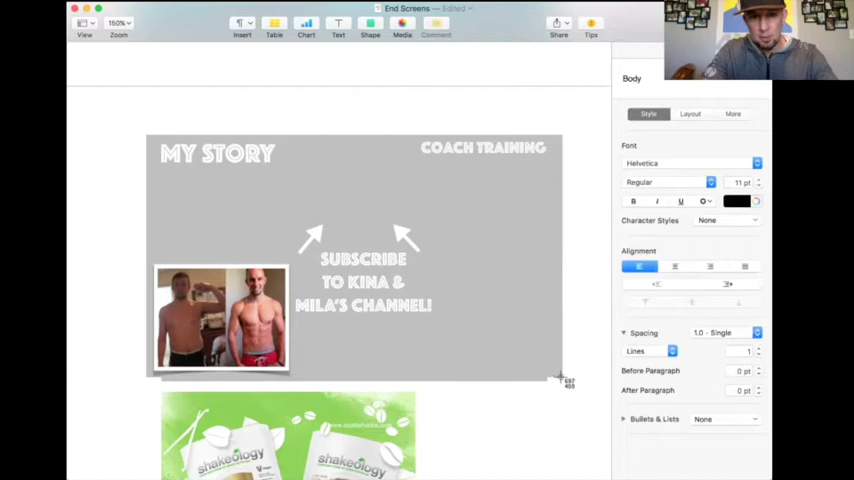 End Screens — Edited
150%
View
Zoom
Insert
Table
Chart
Text
Shape
Media
Comment
Share
Tips
Body
Style
Layout
More
Font
Helvetica
Regular
11 pt
B
I
U
Character Styles
None
Alignment
Spacing
1.0 - Single
Lines
1
Before Paragraph
0 pt
After Paragraph
0 pt
Bullets & Lists
None
MY STORY
COACH TRAINING
SUBSCRIBE
TO KINA &
MILA'S CHANNEL!
shakeology
shakeology